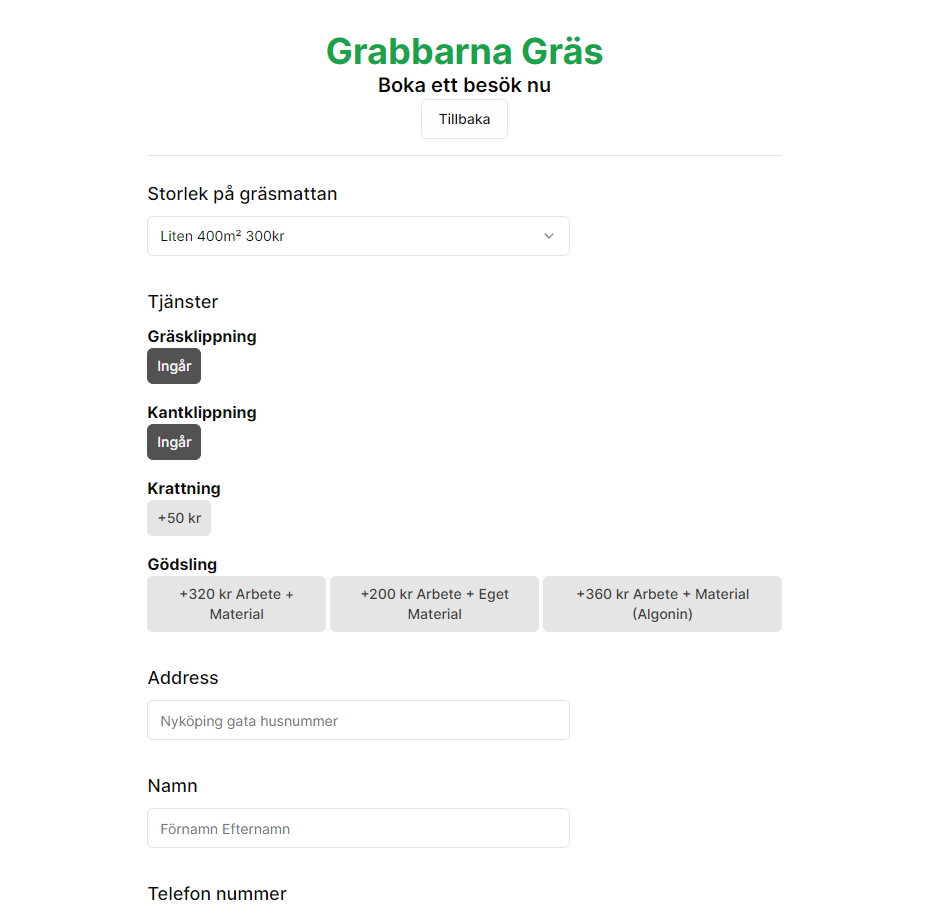 Grabbarna Gräs
Boka ett besök nu
Tillbaka
Storlek på gräsmattan
Liten 400m² 300kr
Tjänster
Gräsklippning
Ingår
Kantklippning
Ingår
Krattning
+50 kr
Gödsling
+320 kr Arbete +
Material
+200 kr Arbete + Eget
Material
+360 kr Arbete + Material
(Algonin)
Address
Nyköping gata husnummer
Namn
Förnamn Efternamn
Telefon nummer